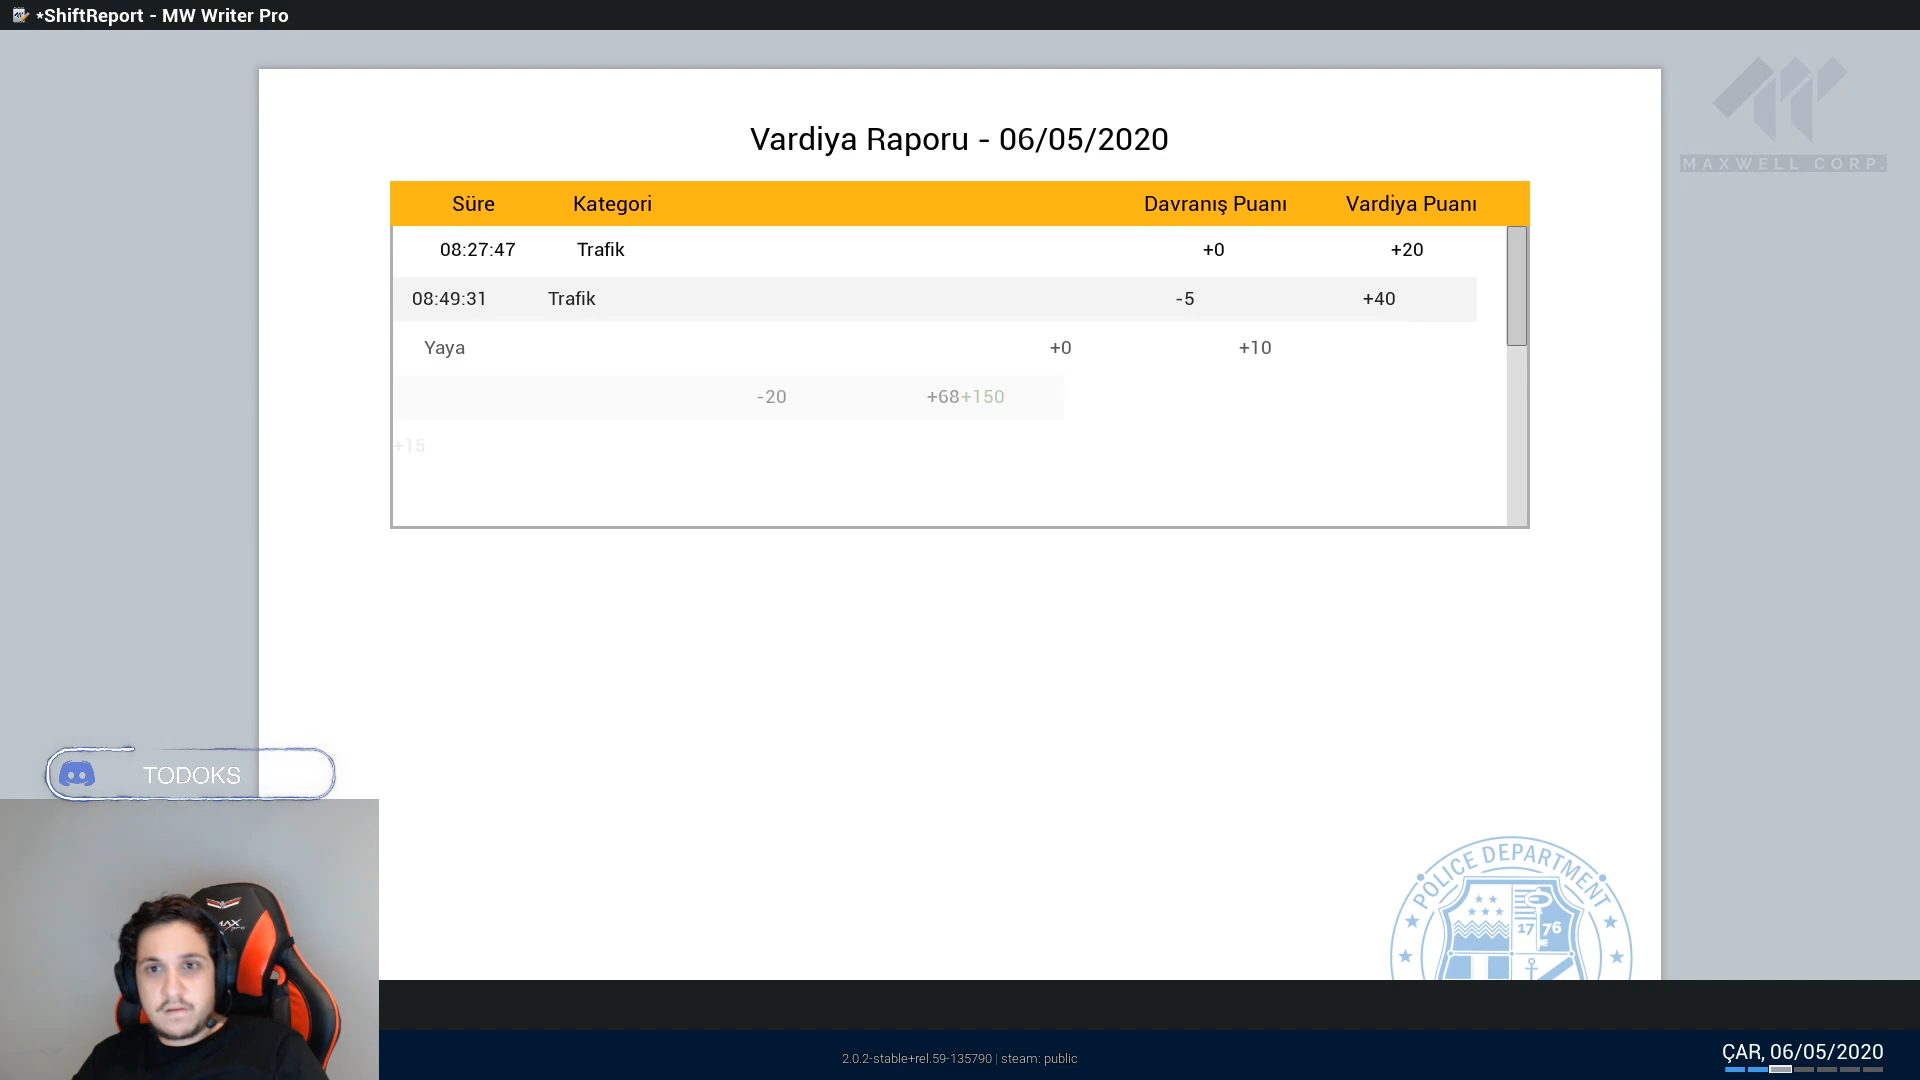 *ShiftReport - MW Writer Pro
MAXWELL CORP.
Vardiya Raporu - 06/05/2020
Süre Kategori Davranış Puanı Vardiya Puanı
08:27:47 Trafik +0 +20
08:49:31 Trafik -5 +40
Yaya +0 +10
-20 +68+150
+15
TODOKS
POLICE DEPARTMENT
17 76
2.0.2-stable+rel.59-135790 | steam: public
ÇAR, 06/05/2020